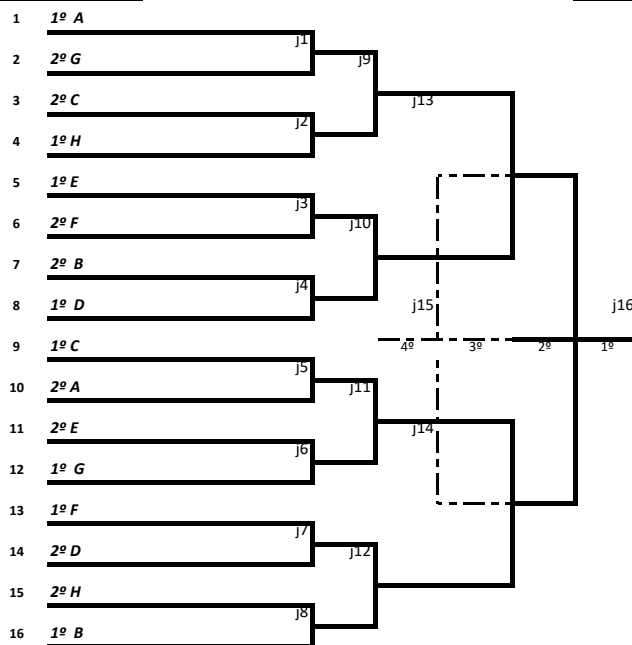 1 1º A
j1
2 2º G
j9
3 2º C
j13
j2
4 1º H
5 1º E
j3
6 2º F
j10
7 2º B
j4
8 1º D
j15
j16
9 1º C
4º 3º 2º 1º
j5
10 2º A
j11
11 2º E
j14
j6
12 1º G
13 1º F
j7
14 2º D
j12
15 2º H
j8
16 1º B